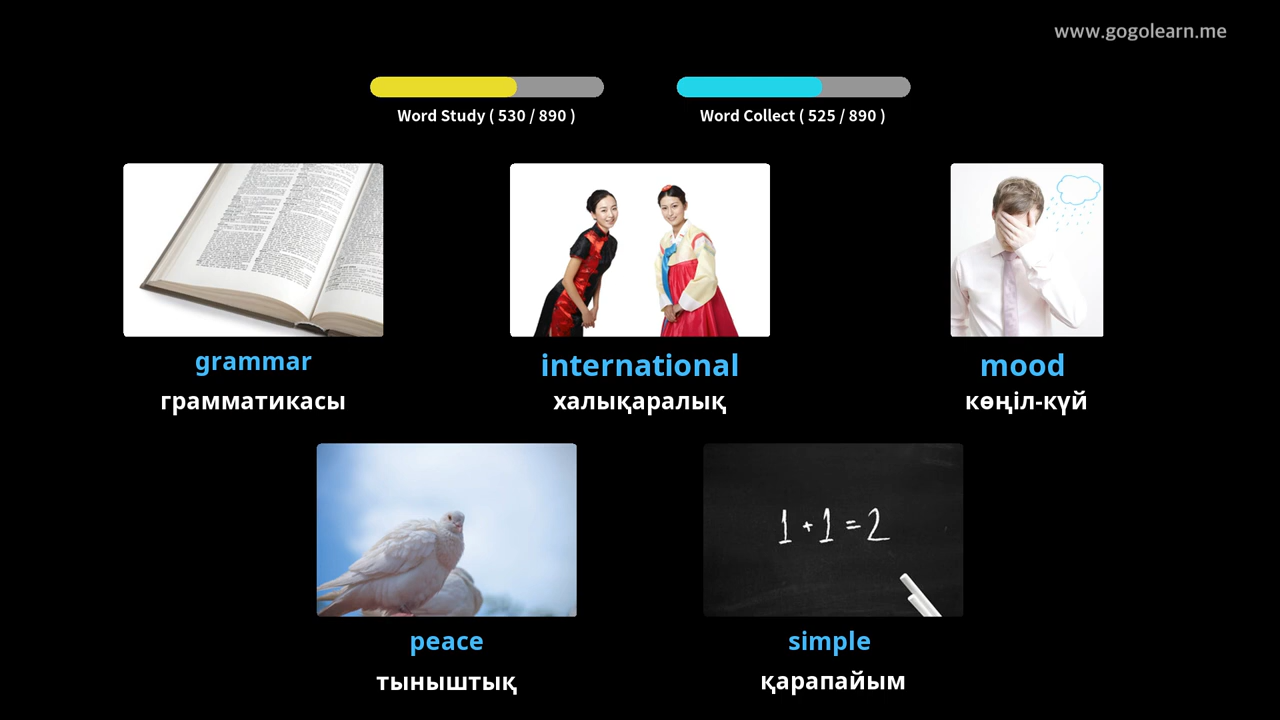 www.gogolearn.me
Word Study ( 530 / 890 )
Word Collect ( 525 / 890 )
grammar
грамматикасы
international
халықаралық
mood
көңіл-күй
1 + 1 = 2
peace
тыныштық
simple
қарапайым